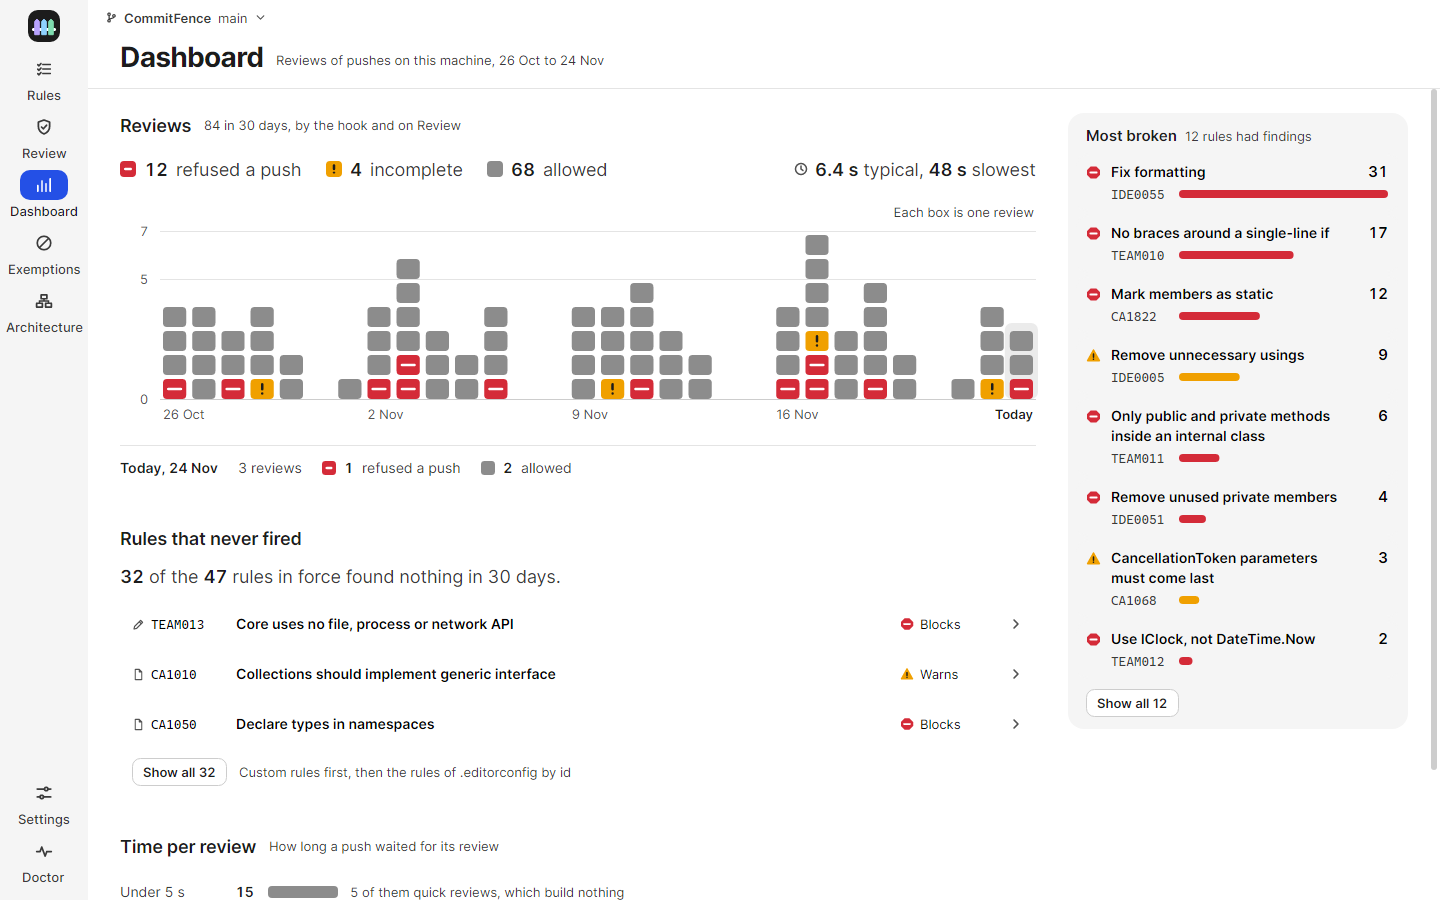 CommitFence main
Dashboard Reviews of pushes on this machine, 26 Oct to 24 Nov
Rules
Review
Dashboard
Exemptions
Architecture
Settings
Doctor
Reviews 84 in 30 days, by the hook and on Review
12 refused a push 4 incomplete 68 allowed 6.4 s typical, 48 s slowest
Each box is one review
7
5
0
26 Oct 2 Nov 9 Nov 16 Nov Today
Today, 24 Nov 3 reviews 1 refused a push 2 allowed
Rules that never fired
32 of the 47 rules in force found nothing in 30 days.
TEAM013 Core uses no file, process or network API Blocks
CA1010 Collections should implement generic interface Warns
CA1050 Declare types in namespaces Blocks
Show all 32 Custom rules first, then the rules of .editorconfig by id
Time per review How long a push waited for its review
Under 5 s 15 5 of them quick reviews, which build nothing
Most broken 12 rules had findings
Fix formatting 31
IDE0055
No braces around a single-line if 17
TEAM010
Mark members as static 12
CA1822
Remove unnecessary usings 9
IDE0005
Only public and private methods 6
inside an internal class
TEAM011
Remove unused private members 4
IDE0051
CancellationToken parameters 3
must come last
CA1068
Use IClock, not DateTime.Now 2
TEAM012
Show all 12